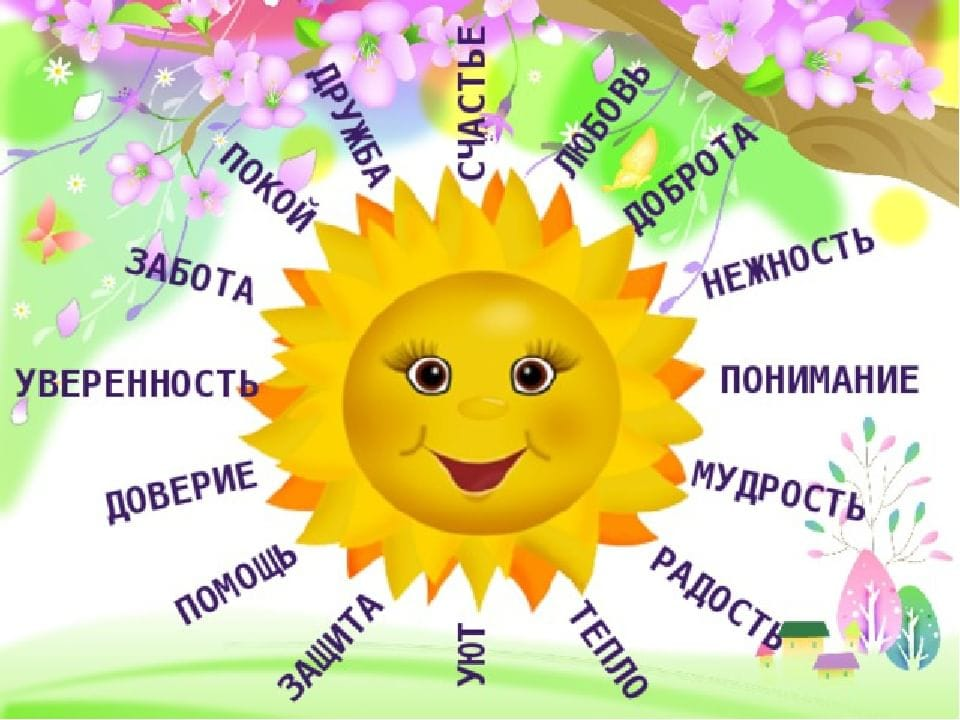 СЧАСТЬЕ
ЛЮБОВЬ
ДОБРОТА
НЕЖНОСТЬ
ПОНИМАНИЕ
МУДРОСТЬ
РАДОСТЬ
ТЕПЛО
УЮТ
ЗАЩИТА
ПОМОЩЬ
ДОВЕРИЕ
УВЕРЕННОСТЬ
ЗАБОТА
ПОКОЙ
ДРУЖБА